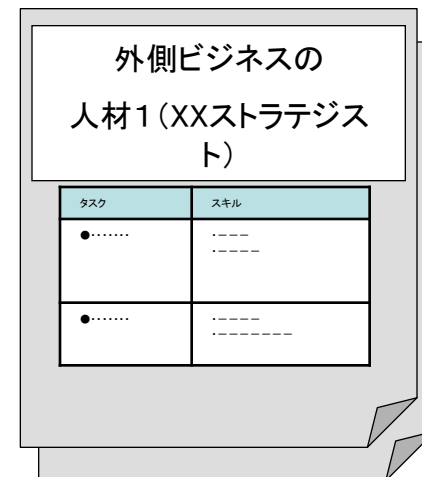 外側ビジネスの
人材１（XXストラテジス
ト）
タスク スキル
●‥‥‥・ ・－－－
・－－－－
●‥‥‥・ ・－－－－
・－－－－－－－